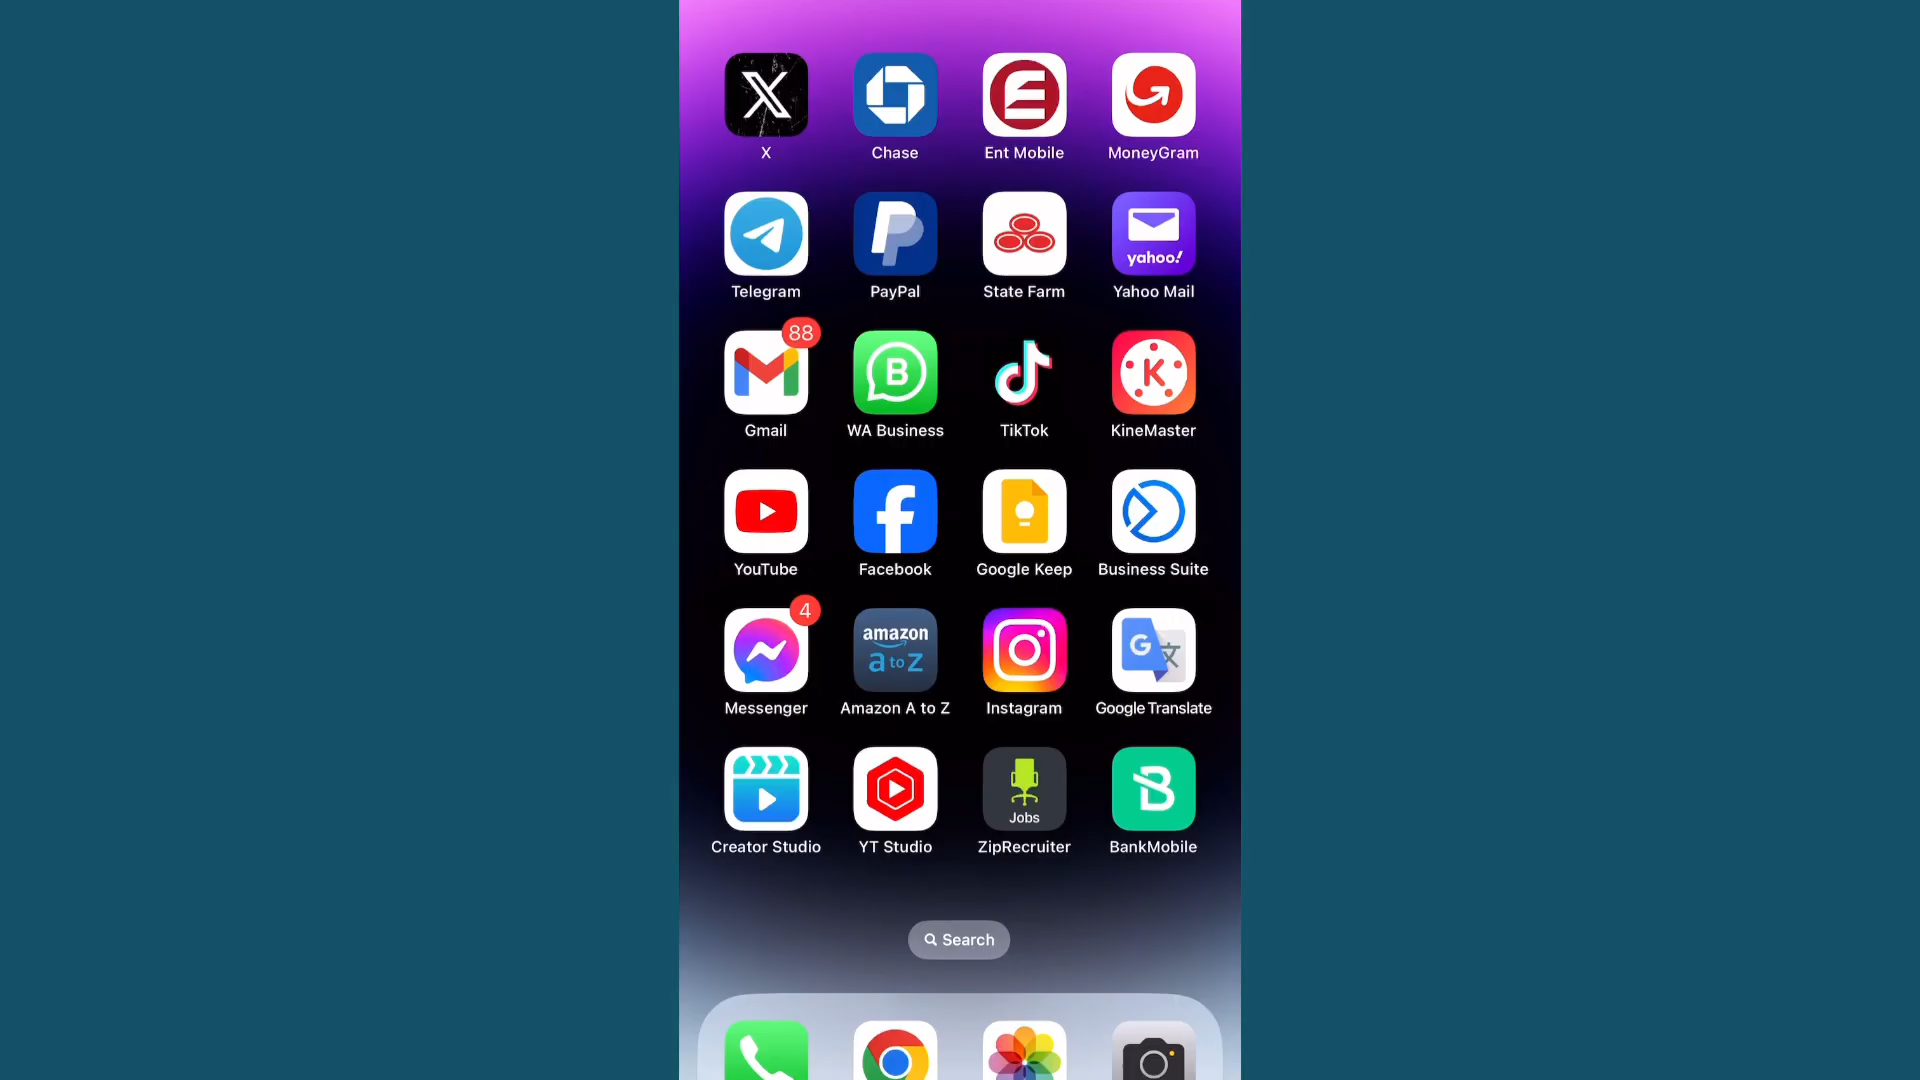 X Chase Ent Mobile MoneyGram
yahoo!
Telegram PayPal State Farm Yahoo Mail
88
B K
Gmail WA Business TikTok KineMaster
YouTube Facebook Google Keep Business Suite
4
amazon
a to z
G 文
Messenger Amazon A to Z Instagram Google Translate
Jobs
Creator Studio YT Studio ZipRecruiter BankMobile
Search